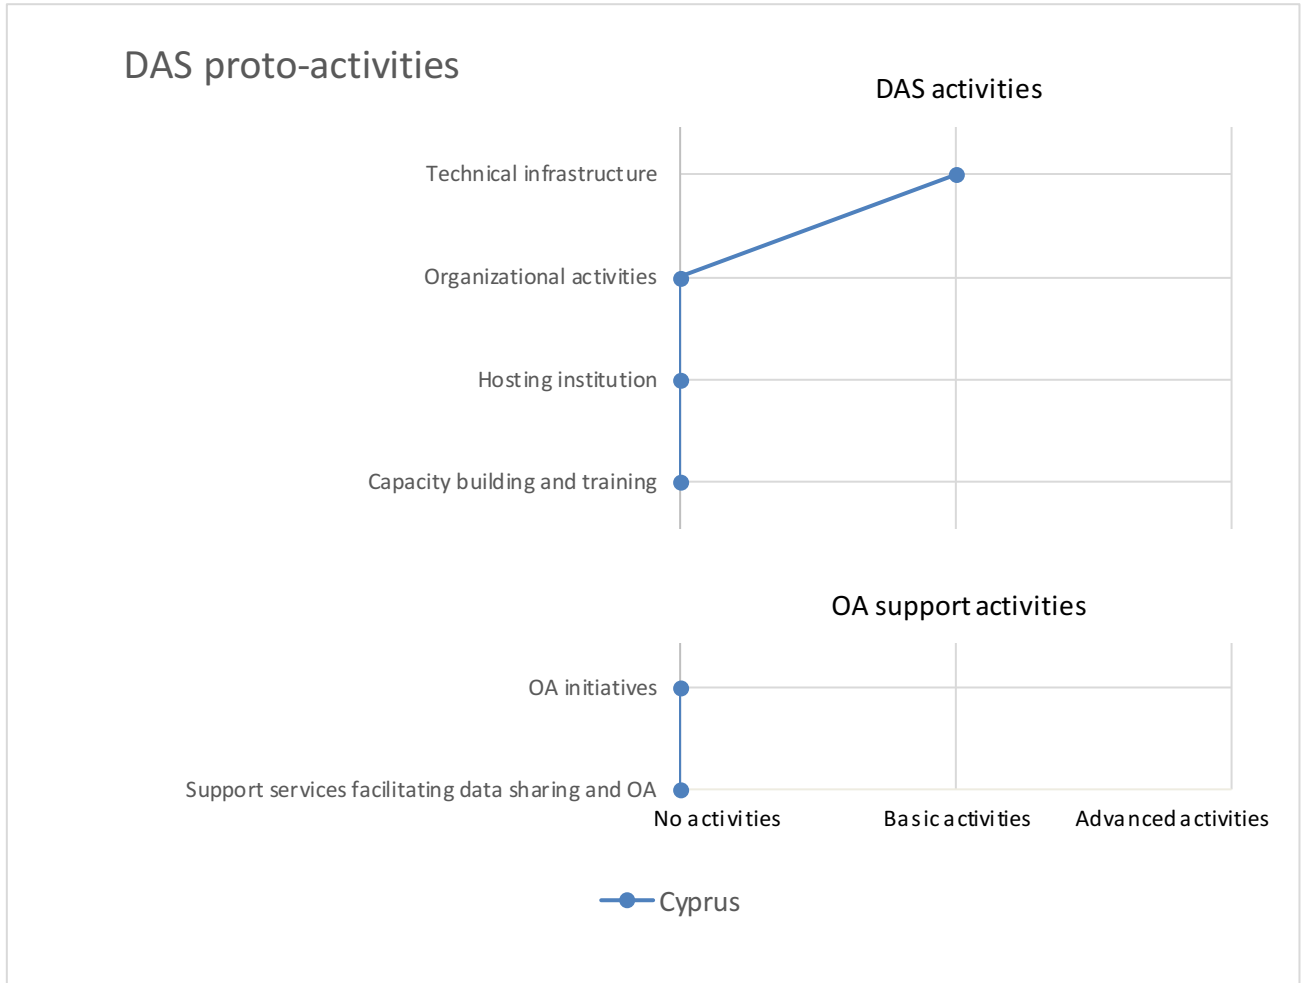 DAS proto-activities
DAS activities
Technical infrastructure
Organizational activities
Hosting institution
Capacity building and training
OA support activities
OA initiatives
Support services facilitating data sharing and OA
No activities
Basic activities
Advanced activities
Cyprus